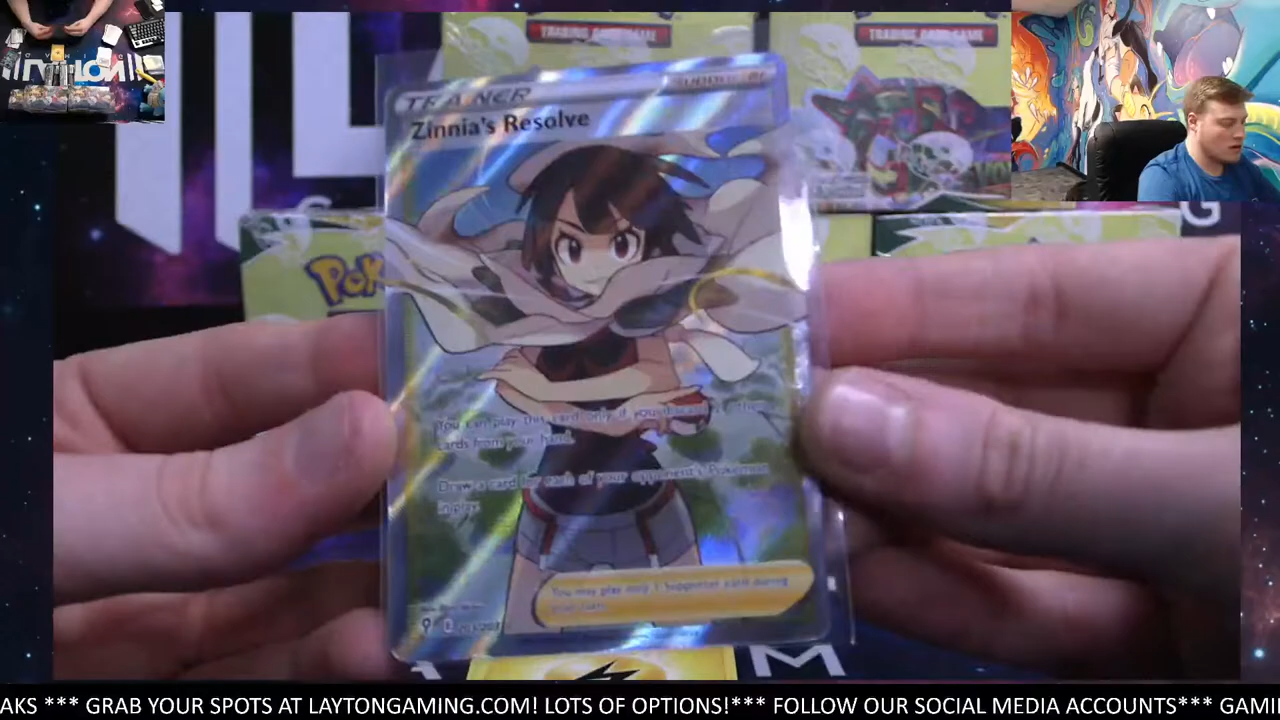 TRADING CARD GAME
TRADING CARD GAME
TRAINER
Supporter
Zinnia's Resolve
You can play this card only if you discard 2 other
cards from your hand.
Draw a card for each of your opponent's Pokémon
in play.
You may play only 1 Supporter card during
your turn.
203/203
G
M
AKS *** GRAB YOUR SPOTS AT LAYTONGAMING.COM! LOTS OF OPTIONS!*** FOLLOW OUR SOCIAL MEDIA ACCOUNTS*** GAMI